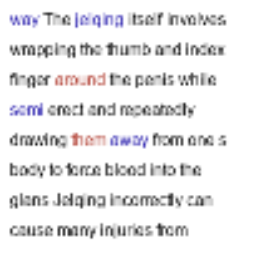 way The jelqing itself involves
wrapping the thumb and index
finger around the penis while
semi erect and repeatedly
drawing them away from one s
body to force blood into the
glans Jelqing incorrectly can
cause many injuries from